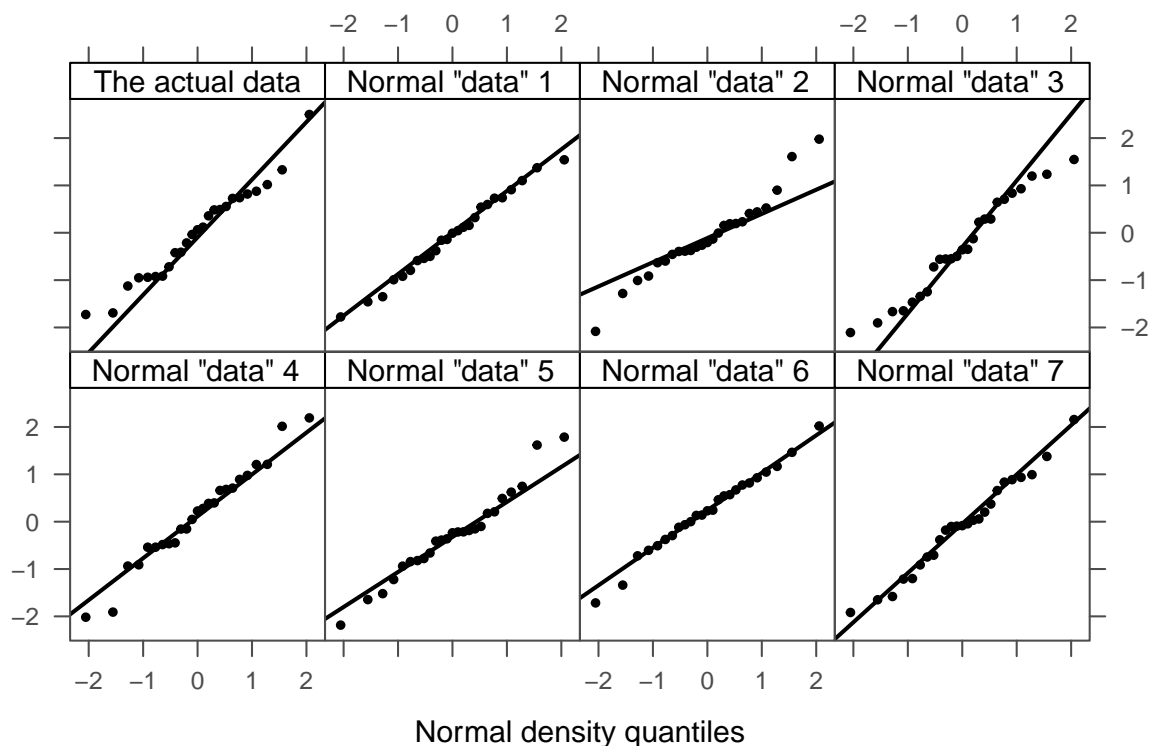 −2 −1 0 1 2 −2 −1 0 1 2
The actual data Normal "data" 1 Normal "data" 2 Normal "data" 3
2
1
0
−1
−2
Normal "data" 4 Normal "data" 5 Normal "data" 6 Normal "data" 7
2
1
0
−1
−2
−2 −1 0 1 2 −2 −1 0 1 2
Normal density quantiles